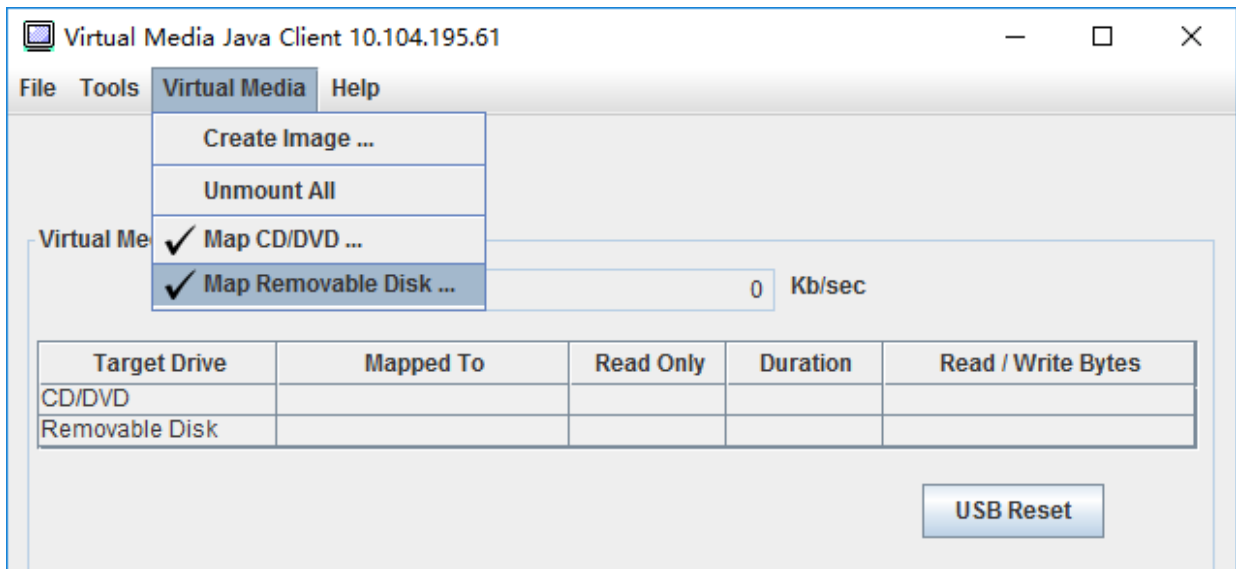 Virtual Media Java Client 10.104.195.61
File Tools Virtual Media Help
Create Image ...
Unmount All
Virtual Me
Map CD/DVD ...
Map Removable Disk ...
0 Kb/sec
Target Drive Mapped To Read Only Duration Read / Write Bytes
CD/DVD
Removable Disk
USB Reset